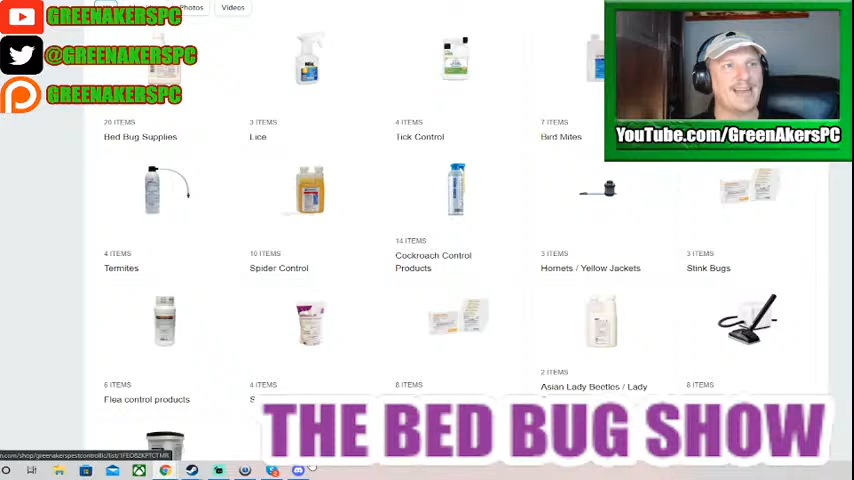 GREENAKERSPC
@GREENAKERSPC
GREENAKERSPC
Photos
Videos
YouTube.com/GreenAkersPC
20 ITEMS
Bed Bug Supplies
3 ITEMS
Lice
4 ITEMS
Tick Control
7 ITEMS
Bird Mites
4 ITEMS
Termites
10 ITEMS
Spider Control
14 ITEMS
Cockroach Control
Products
3 ITEMS
Hornets / Yellow Jackets
3 ITEMS
Stink Bugs
6 ITEMS
Flea control products
4 ITEMS
8 ITEMS
2 ITEMS
Asian Lady Beetles / Lady
6 ITEMS
THE BED BUG SHOW